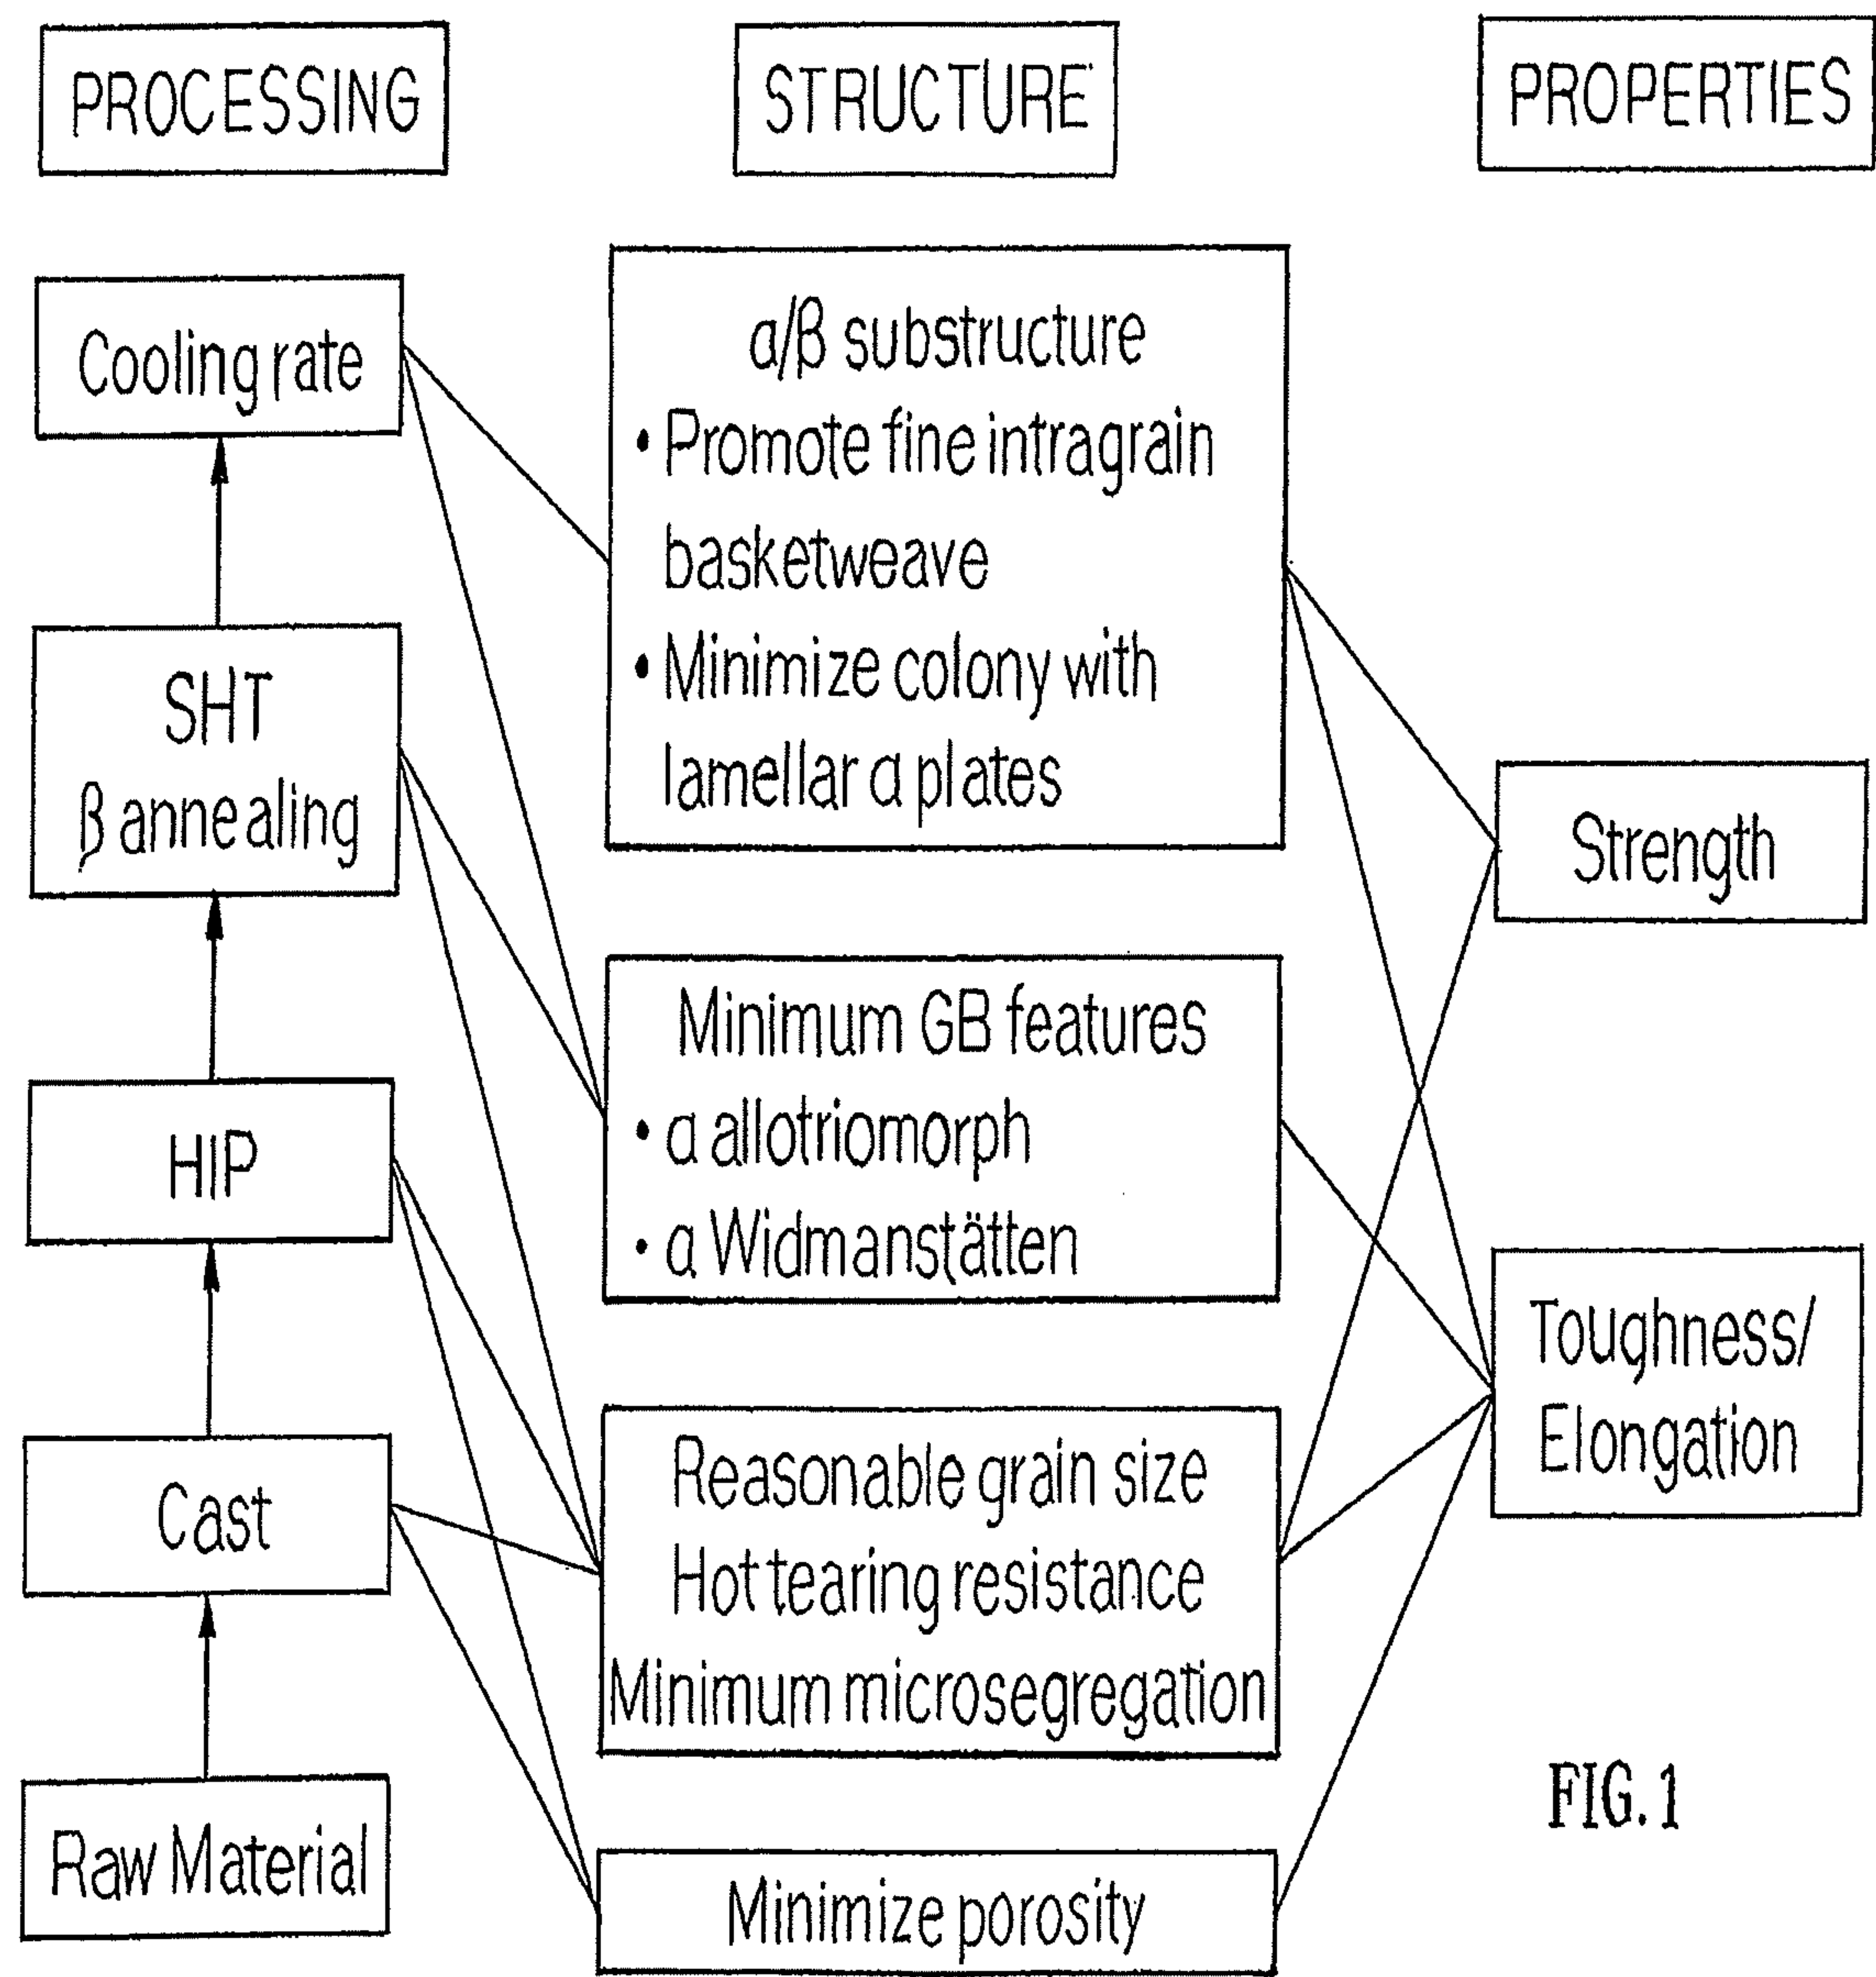 PROCESSING
STRUCTURE
PROPERTIES
Cooling rate
SHT
β annealing
HIP
Cast
Raw Material
α/β substructure
• Promote fine intragrain
basketweave
• Minimize colony with
lamellar α plates
Minimum GB features
• α allotriomorph
• α Widmanstätten
Reasonable grain size
Hot tearing resistance
Minimum microsegregation
Minimize porosity
Strength
Toughness/
Elongation
FIG. 1